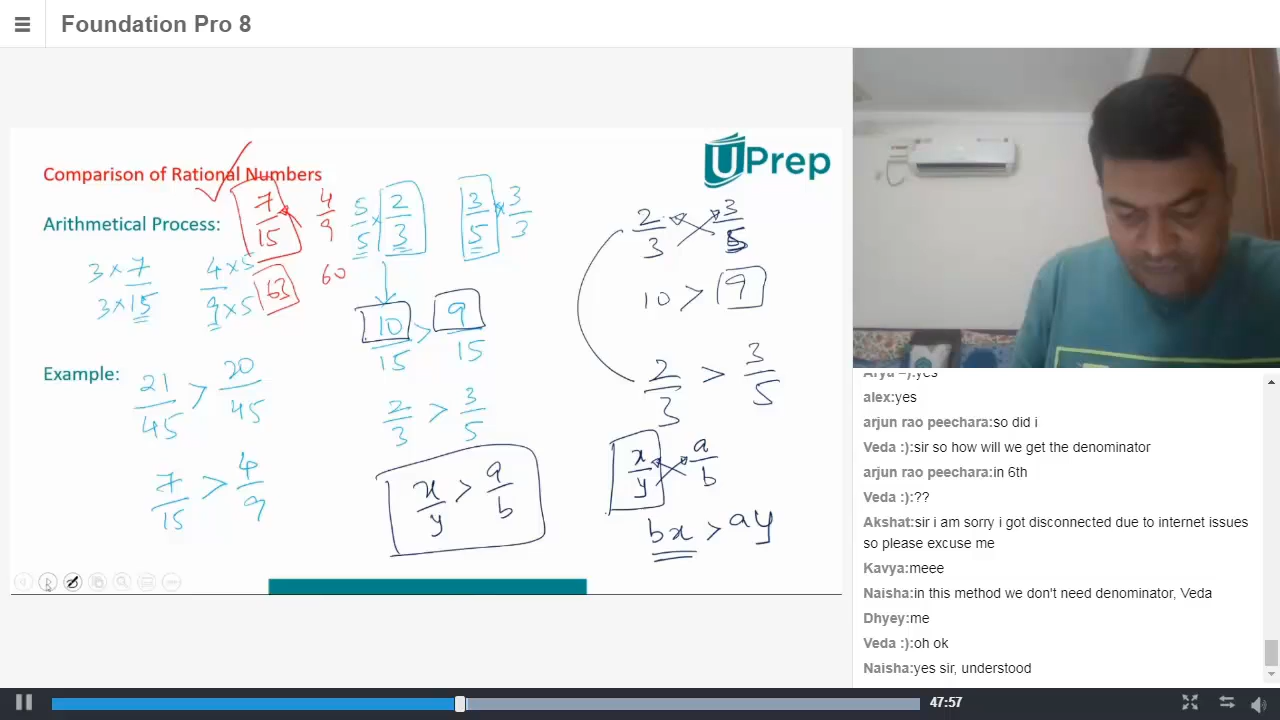 Foundation Pro 8
Comparison of Rational Numbers
UPrep
Arithmetical Process:
7/15 4/9
5/5 × 2/3 3/5 × 3/3
2/3 3/5
3 × 7 / 3 × 15 4 × 5 / 9 × 5
63 60
10 > 9
10/15 > 9/15
Example:
21/45 > 20/45
2/3 > 3/5
2/3 > 3/5
7/15 > 4/9
x/y > a/b
x/y a/b
bx > ay
Arya =):yes
alex:yes
arjun rao peechara:so did i
Veda :):sir so how will we get the denominator
arjun rao peechara:in 6th
Veda :):??
Akshat:sir i am sorry i got disconnected due to internet issues
so please excuse me
Kavya:meee
Naisha:in this method we don't need denominator, Veda
Dhyey:me
Veda :):oh ok
Naisha:yes sir, understood
47:57